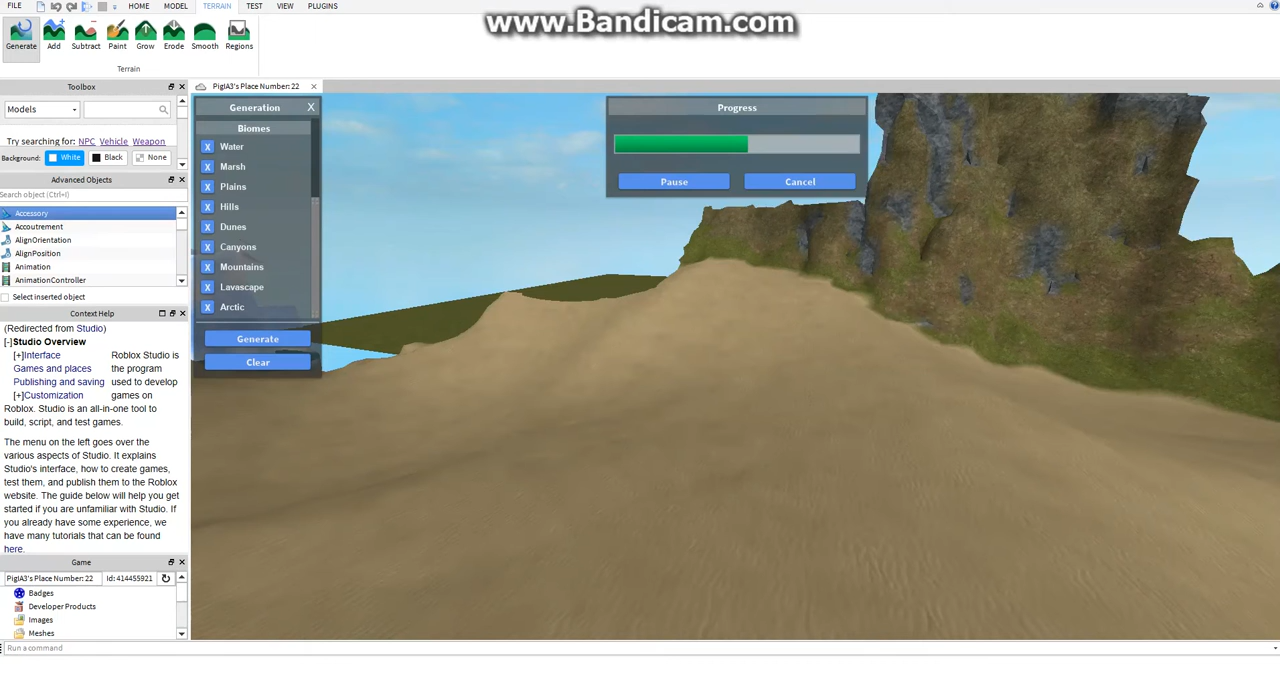 www.Bandicam.com
FILE HOME MODEL TERRAIN TEST VIEW PLUGINS
Generate Add Subtract Paint Grow Erode Smooth Regions
Terrain
Toolbox
PigIA3's Place Number: 22
Models
Try searching for: NPC Vehicle Weapon
Background: White Black None
Advanced Objects
Search object (Ctrl+I)
Accessory
Accoutrement
AlignOrientation
AlignPosition
Animation
AnimationController
Select inserted object
Context Help
(Redirected from Studio)
[-]Studio Overview
[+]Interface
Games and places
Publishing and saving
[+]Customization
Roblox Studio is
the program
used to develop
games on
Roblox. Studio is an all-in-one tool to
build, script, and test games.
The menu on the left goes over the
various aspects of Studio. It explains
Studio's interface, how to create games,
test them, and publish them to the Roblox
website. The guide below will help you get
started if you are unfamiliar with Studio. If
you already have some experience, we
have many tutorials that can be found
here.
Game
PigIA3's Place Number: 22 Id: 414455921
Badges
Developer Products
Images
Meshes
Run a command
Generation X
Biomes
X Water
X Marsh
X Plains
X Hills
X Dunes
X Canyons
X Mountains
X Lavascape
X Arctic
Generate
Clear
Progress
Pause Cancel